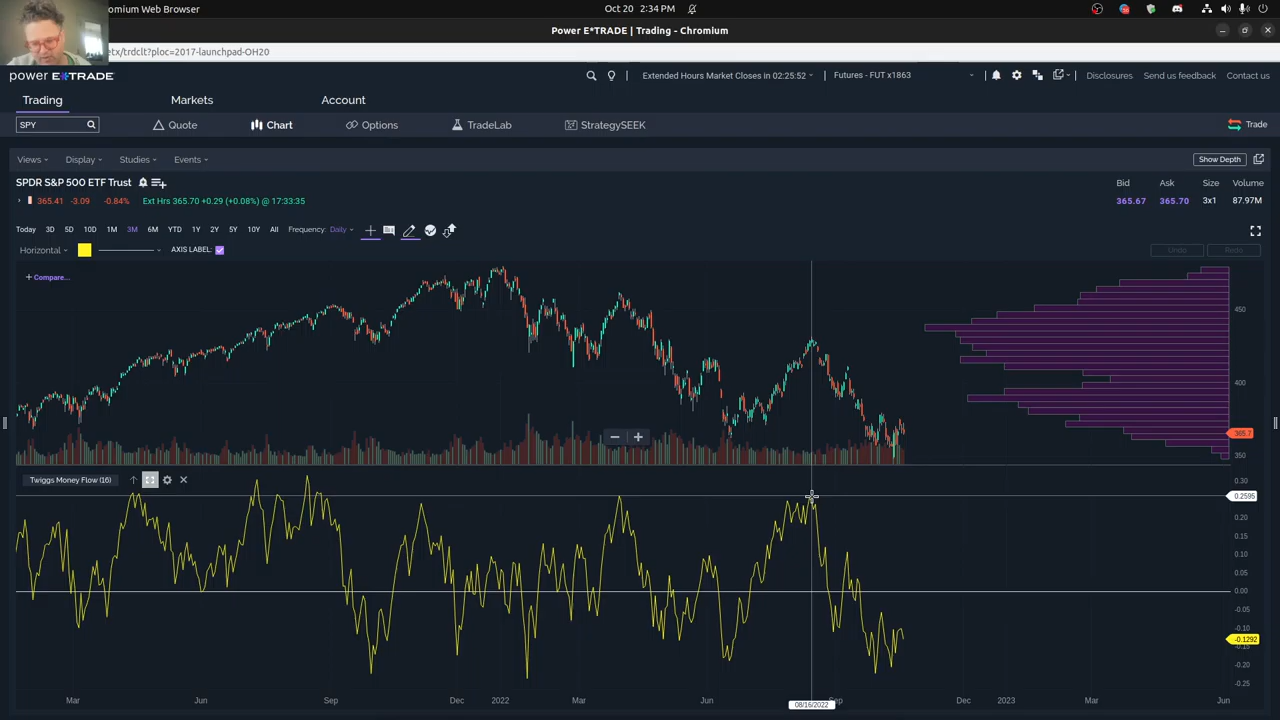 omium Web Browser
Oct 20 2:34 PM
Power E*TRADE | Trading - Chromium
etx/trdclt?ploc=2017-launchpad-OH20
power E*TRADE
Extended Hours Market Closes in 02:25:52
Futures - FUT x1863
Disclosures
Send us feedback
Contact us
Trading
Markets
Account
SPY
Quote
Chart
Options
TradeLab
StrategySEEK
Trade
Views
Display
Studies
Events
Show Depth
SPDR S&P 500 ETF Trust
Bid
Ask
Size
Volume
365.41 -3.09 -0.84% Ext Hrs 365.70 +0.29 (+0.08%) @ 17:33:35
365.67
365.70
3x1
87.97M
Today 3D 5D 10D 1M 3M 6M YTD 1Y 2Y 5Y 10Y All Frequency: Daily
Horizontal
AXIS LABEL:
Undo
Redo
+ Compare...
450
400
365.7
350
Twiggs Money Flow (16)
0.30
0.2595
0.20
0.15
0.10
0.05
0.00
-0.05
-0.10
-0.1292
-0.15
-0.20
-0.25
Mar
Jun
Sep
Dec
2022
Mar
Jun
08/16/2022
Sep
Dec
2023
Mar
Jun